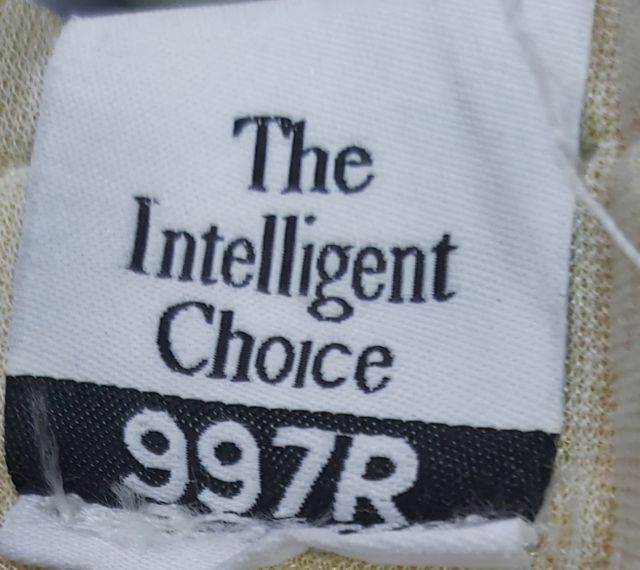 The
Intelligent
Choice
997R